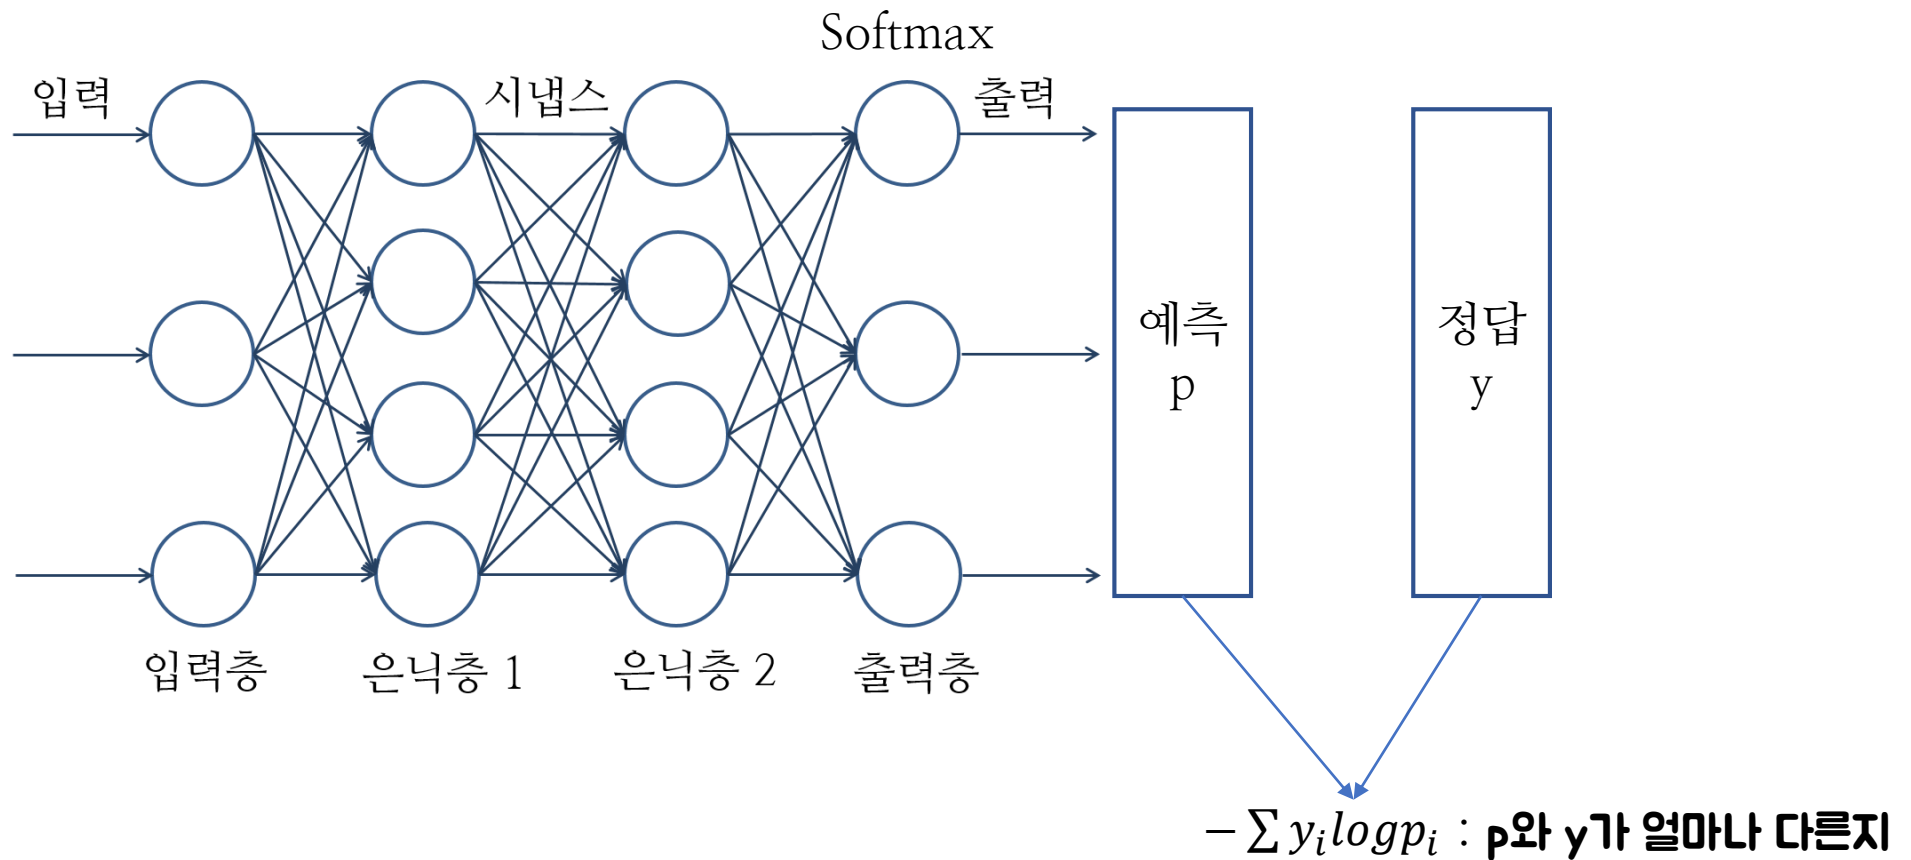 Softmax
입력
시냅스
출력
예측
p
정답
y
입력층
은닉층 1
은닉층 2
출력층
−∑yᵢlogpᵢ : p와 y가 얼마나 다른지